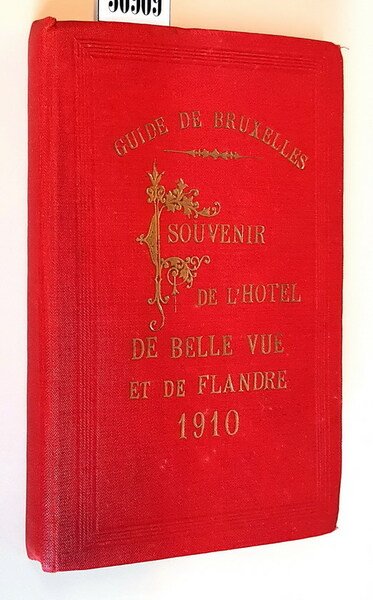 GUIDE DE BRUXELLES
SOUVENIR
DE L'HOTEL
DE BELLE VUE
ET DE FLANDRE
1910